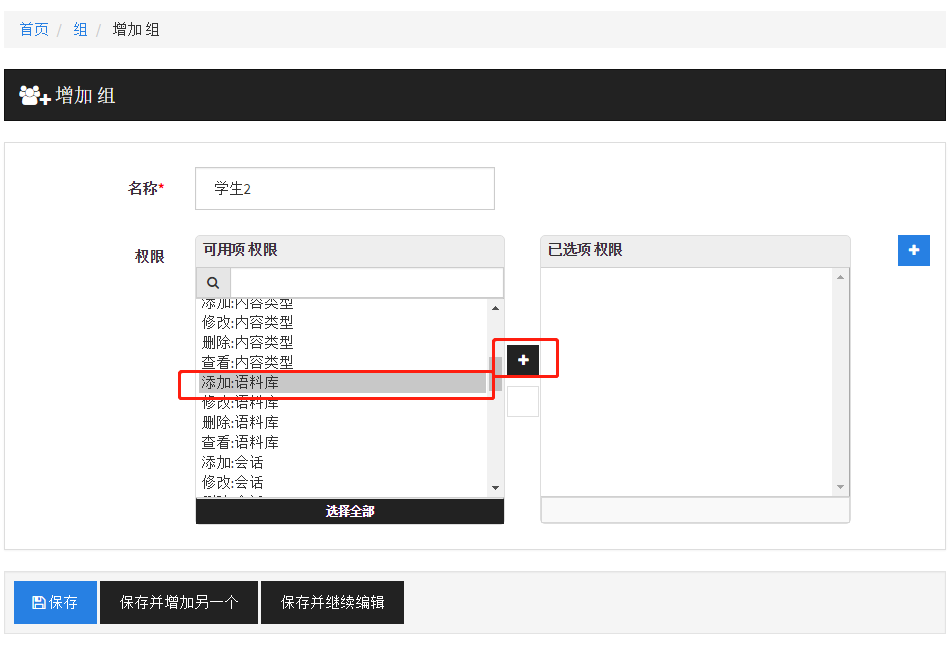 首页 / 组 / 增加 组
增加 组
名称*
学生2
权限
可用项 权限
已选项 权限
添加:内容类型
修改:内容类型
删除:内容类型
查看:内容类型
添加:语料库
修改:语料库
删除:语料库
查看:语料库
添加:会话
修改:会话
选择全部
保存
保存并增加另一个
保存并继续编辑